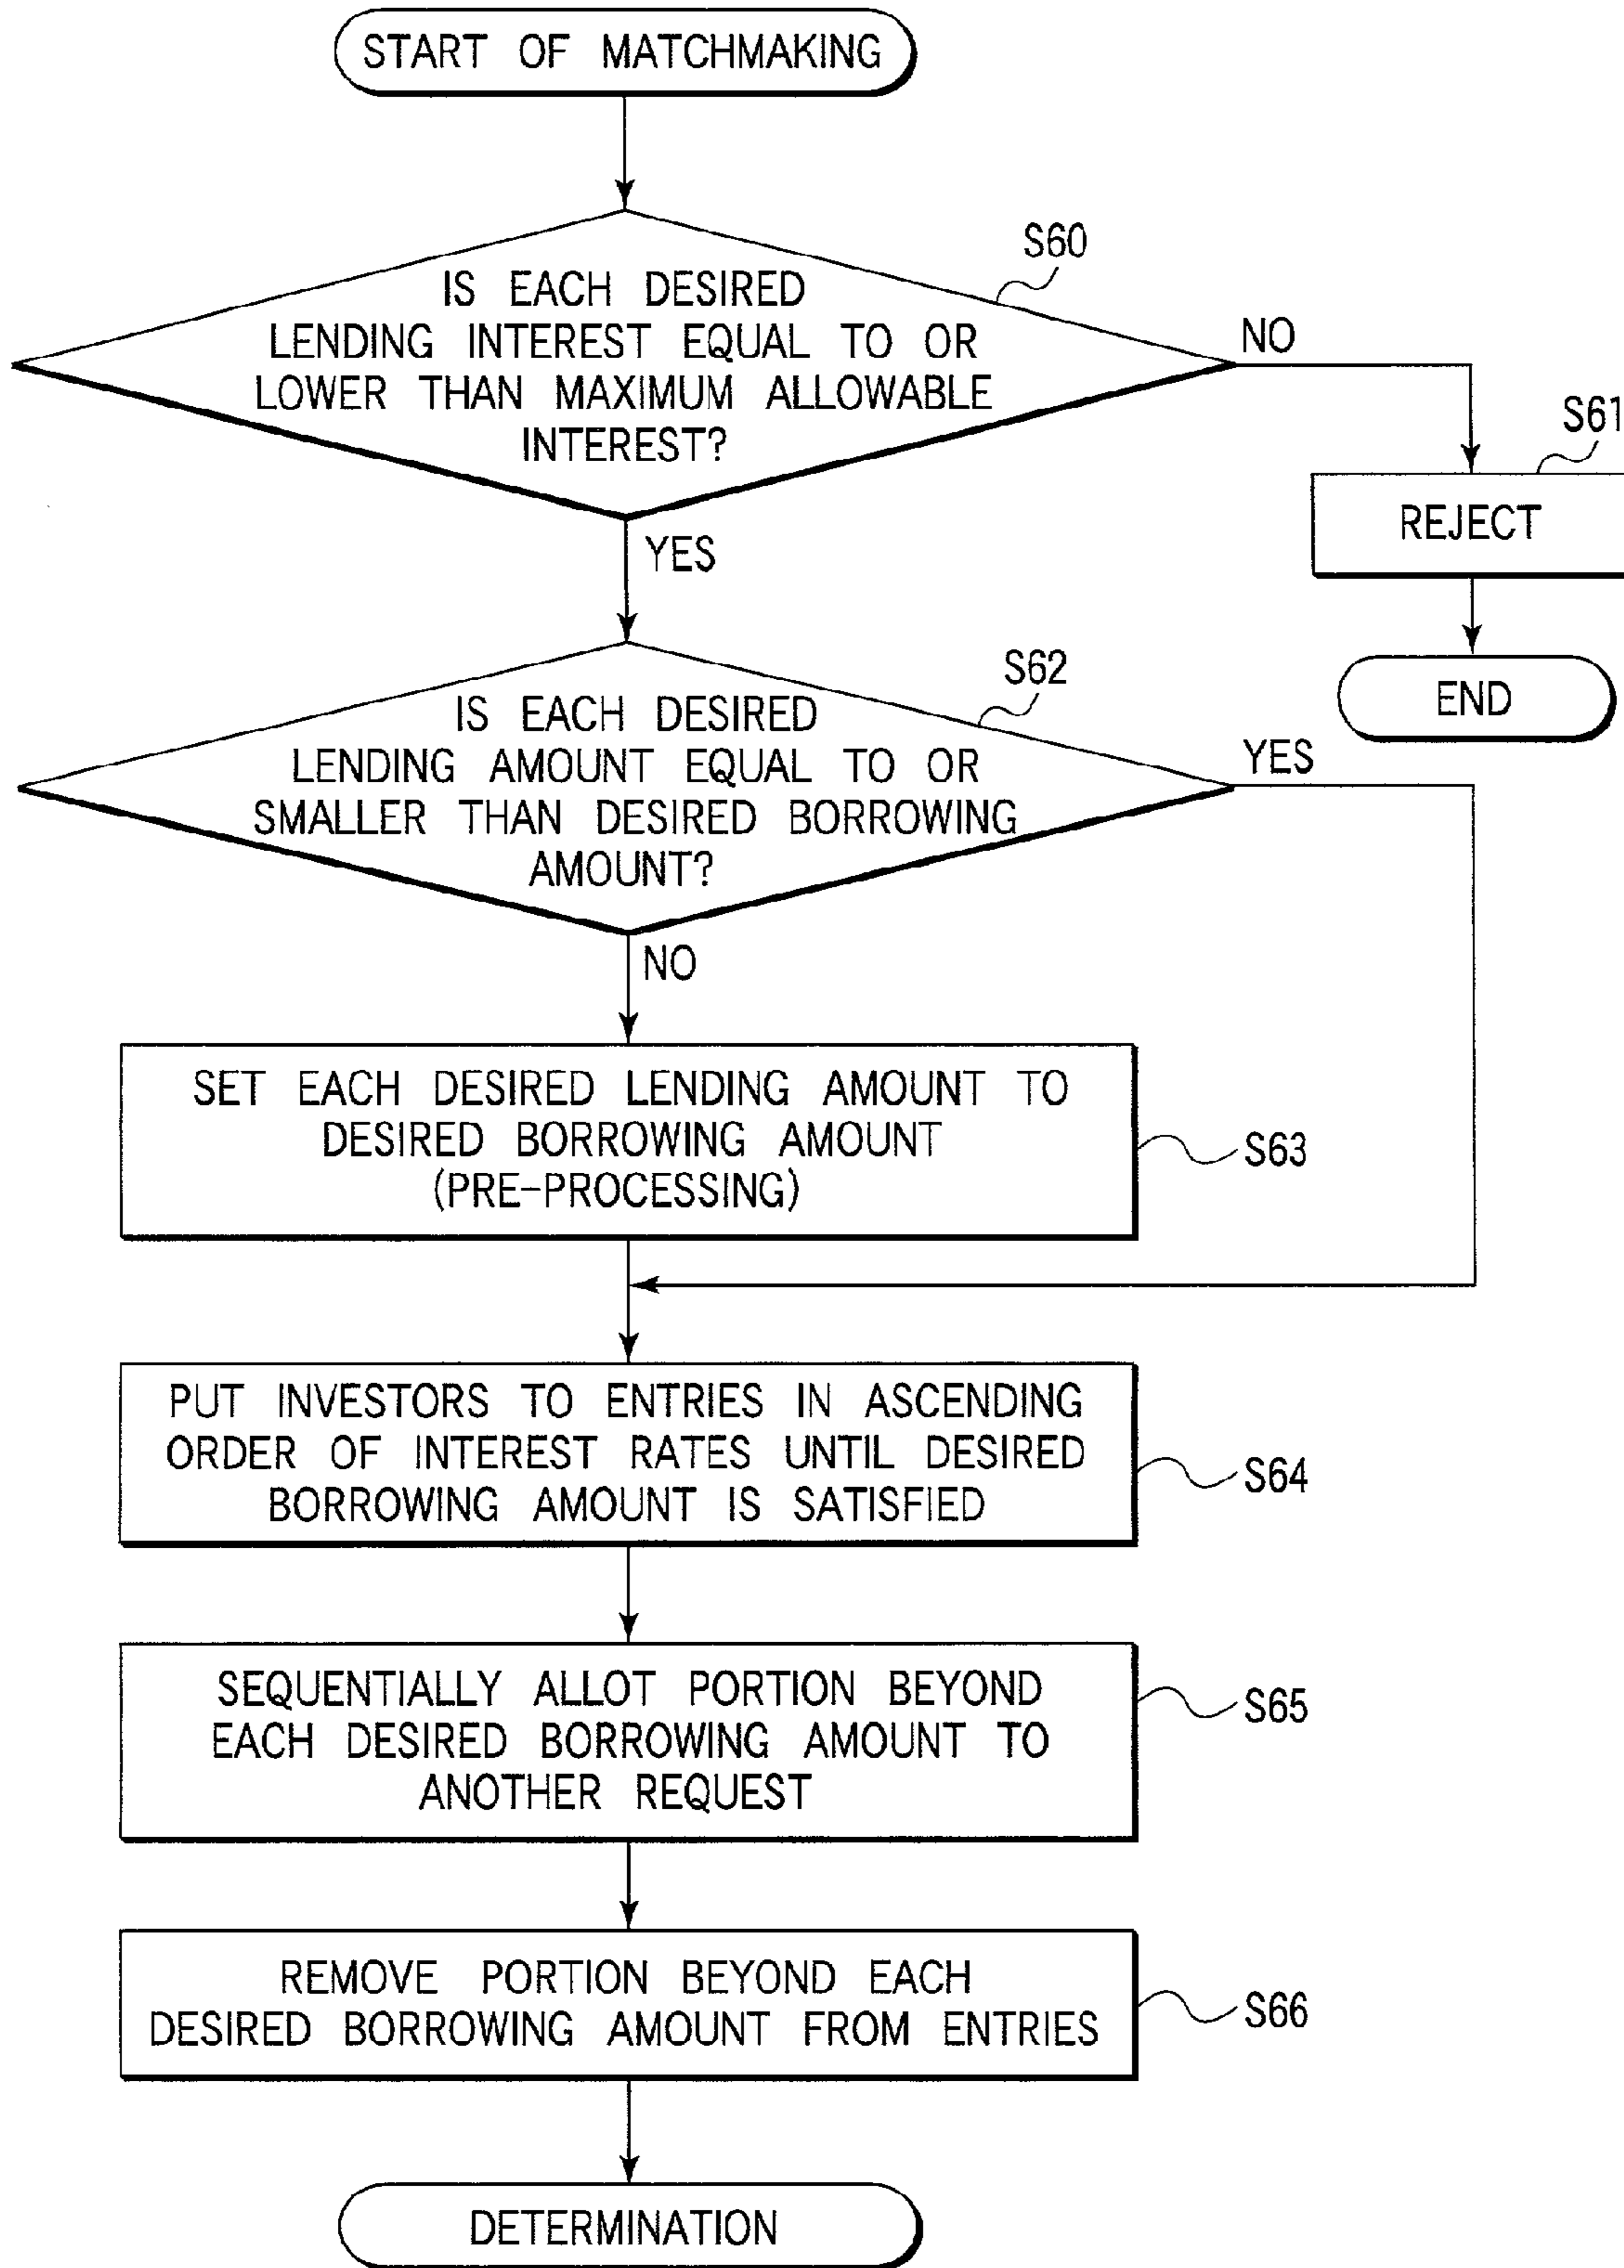 START OF MATCHMAKING
S60
IS EACH DESIRED
LENDING INTEREST EQUAL TO OR
LOWER THAN MAXIMUM ALLOWABLE
INTEREST?
NO
S61
REJECT
YES
END
S62
IS EACH DESIRED
LENDING AMOUNT EQUAL TO OR
SMALLER THAN DESIRED BORROWING
AMOUNT?
YES
NO
SET EACH DESIRED LENDING AMOUNT TO
DESIRED BORROWING AMOUNT
(PRE-PROCESSING)
S63
PUT INVESTORS TO ENTRIES IN ASCENDING
ORDER OF INTEREST RATES UNTIL DESIRED
BORROWING AMOUNT IS SATISFIED
S64
SEQUENTIALLY ALLOT PORTION BEYOND
EACH DESIRED BORROWING AMOUNT TO
ANOTHER REQUEST
S65
REMOVE PORTION BEYOND EACH
DESIRED BORROWING AMOUNT FROM ENTRIES
S66
DETERMINATION